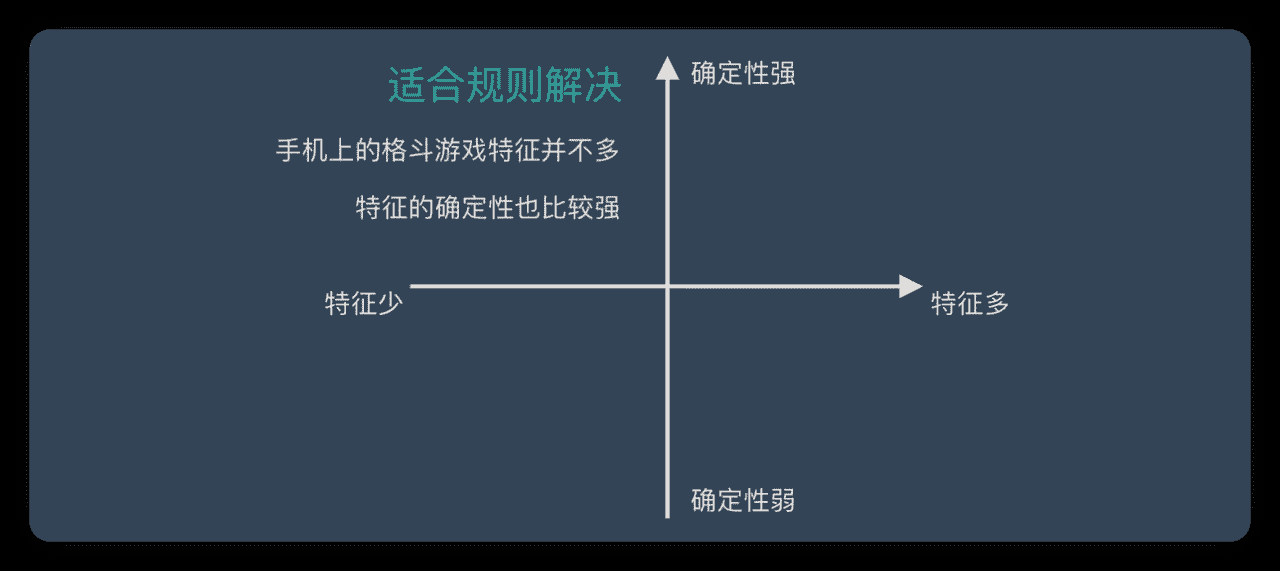 适合规则解决
确定性强
手机上的格斗游戏特征并不多
特征的确定性也比较强
特征少
特征多
确定性弱